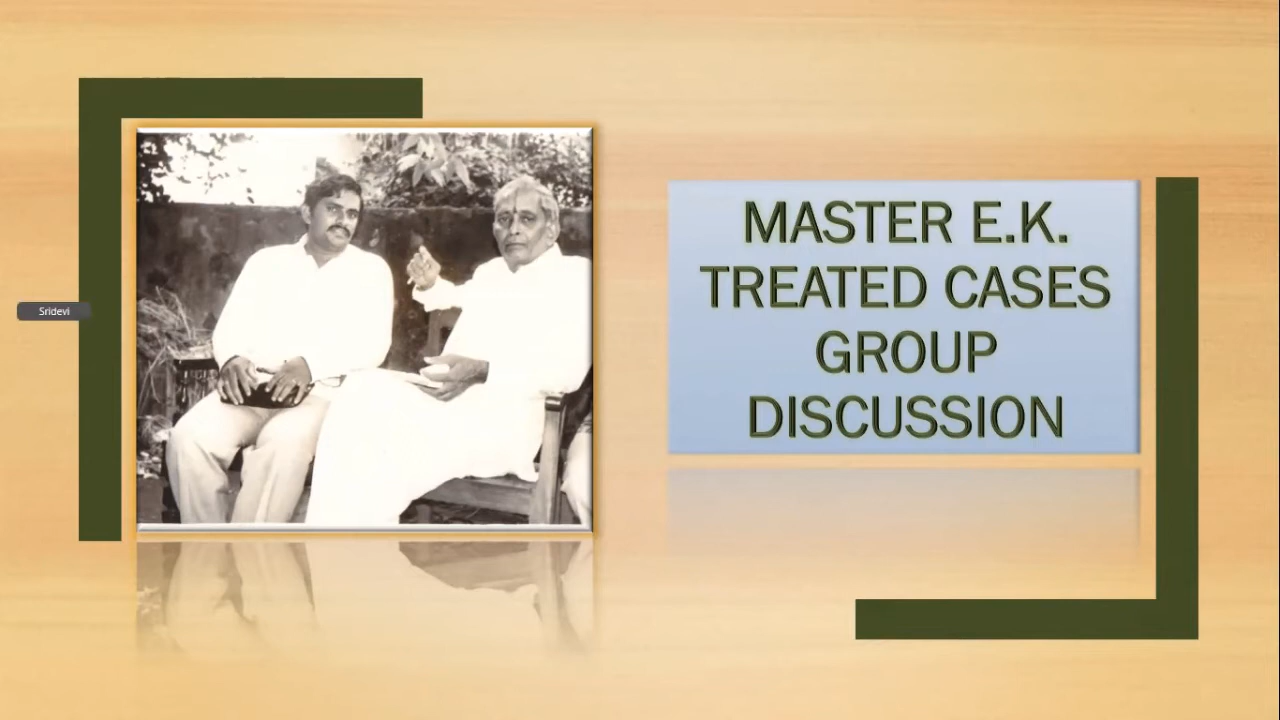 Sridevi
MASTER E.K.
TREATED CASES
GROUP
DISCUSSION